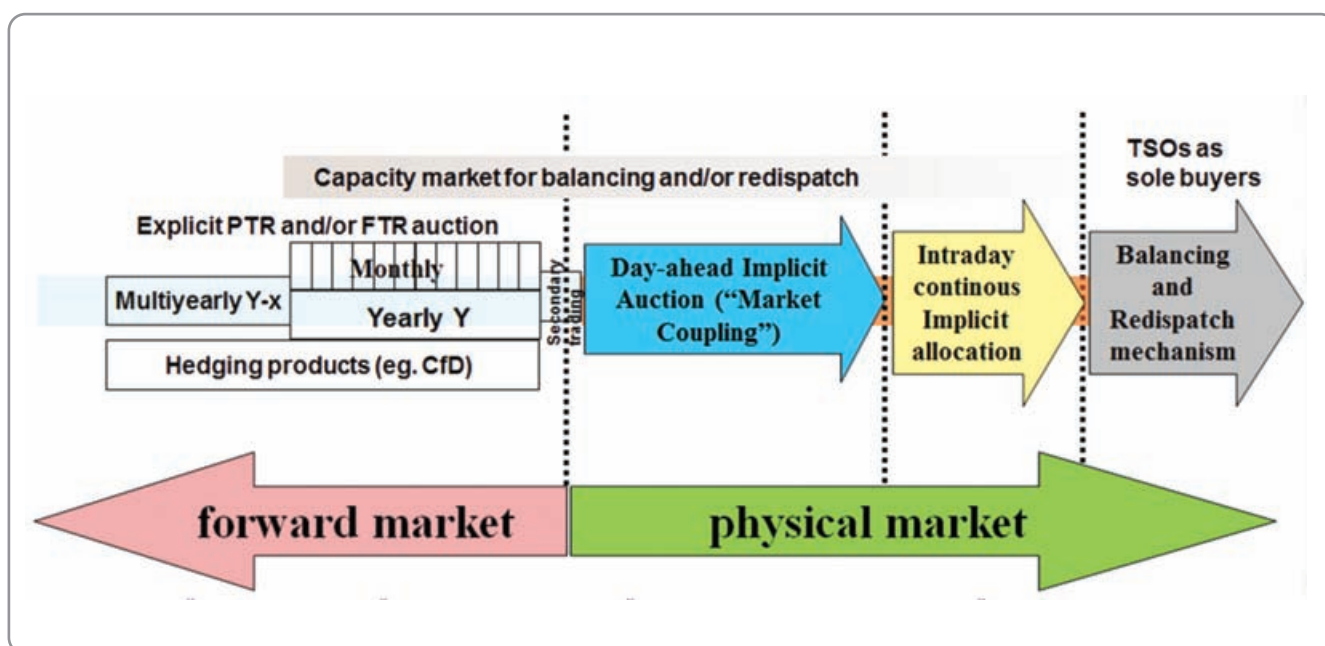 TSOs as
sole buyers
Capacity market for balancing and/or redispatch
Explicit PTR and/or FTR auction
Monthly
Multiyearly Y-x
Yearly Y
Hedging products (eg. CfD)
Secondary
trading
Day-ahead Implicit
Auction (“Market
Coupling”)
Intraday
continous
Implicit
allocation
Balancing
and
Redispatch
mechanism
forward market
physical market